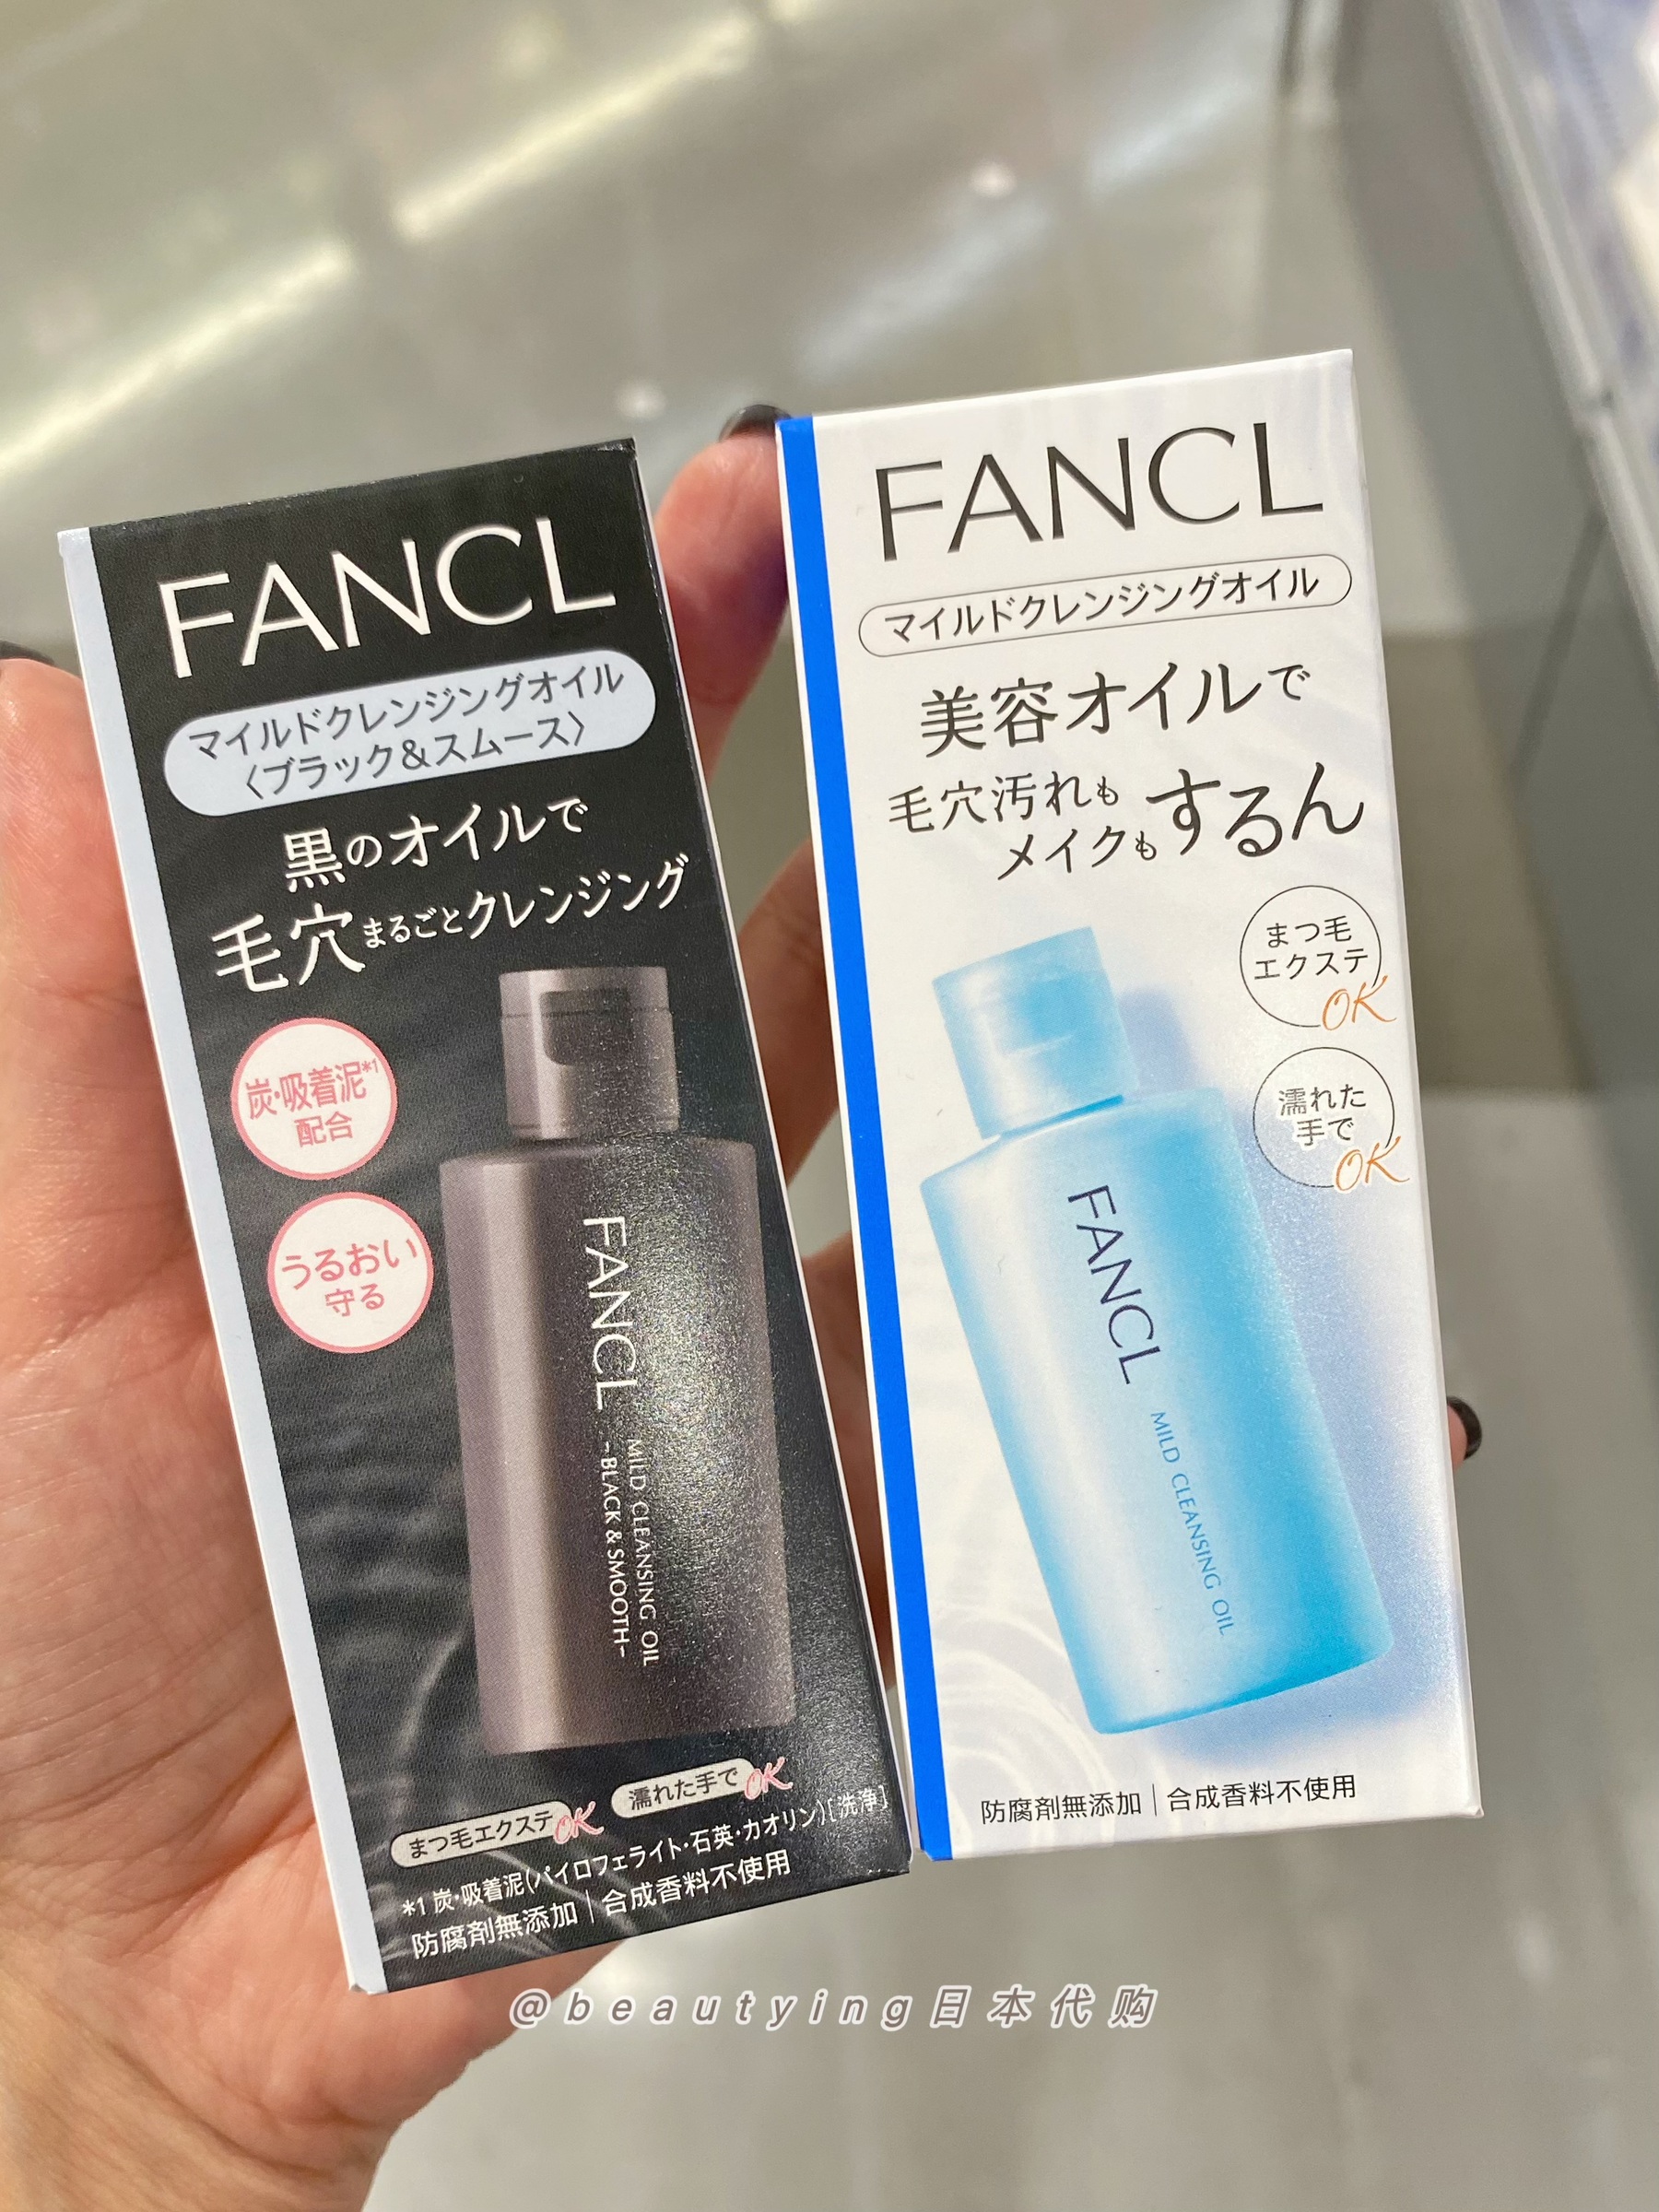 FANCL
マイルドクレンジングオイル
〈ブラック&スムース〉
黒のオイルで
毛穴まるごとクレンジング
炭・吸着泥*1
配合
うるおい
守る
FANCL
MILD CLEANSING OIL
-BLACK & SMOOTH-
まつ毛エクステOK
濡れた手でOK
*1 炭・吸着泥(パイロフェライト・石英・カオリン)[洗浄]
防腐剤無添加|合成香料不使用
FANCL
マイルドクレンジングオイル
美容オイルで
毛穴汚れも
メイクもするん
まつ毛
エクステ
OK
濡れた
手で
OK
FANCL
MILD CLEANSING OIL
防腐剤無添加|合成香料不使用
@beautying日本代购